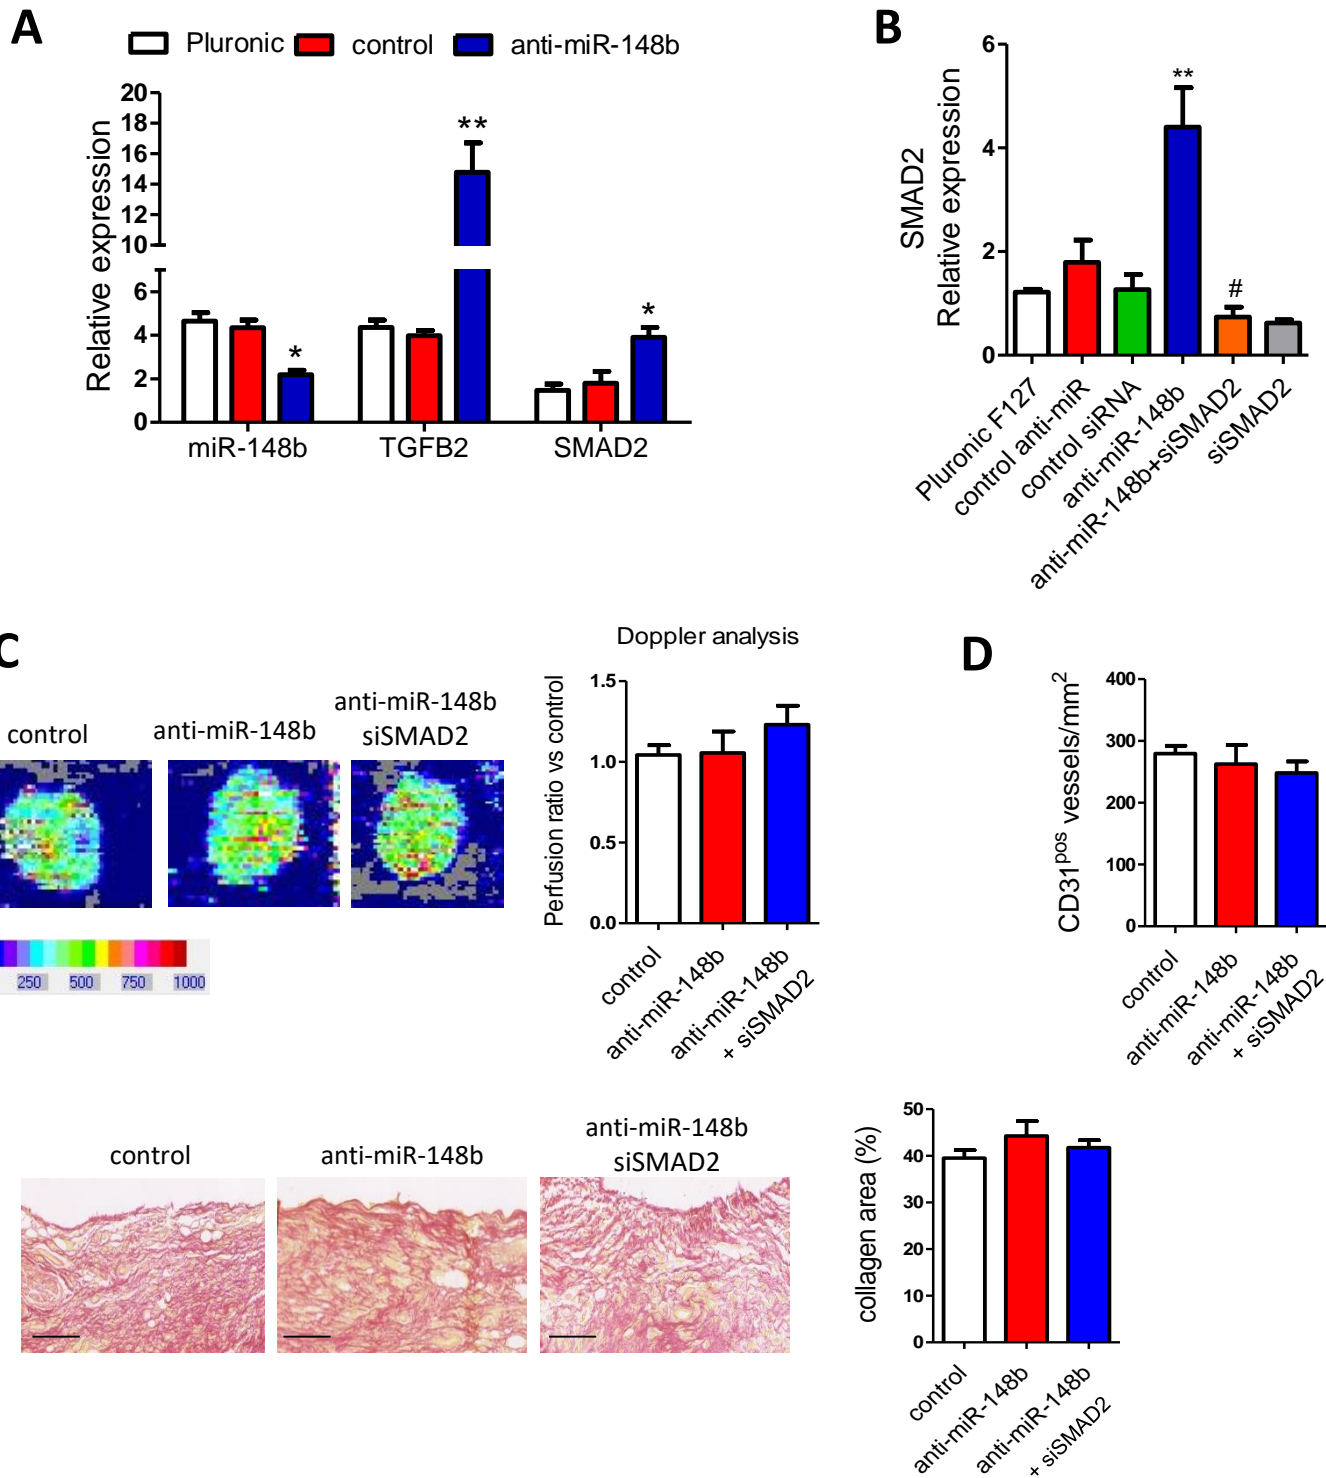 A
Pluronic control anti-miR-148b
Relative expression
20
18
16
14
12
10
6
4
2
0
**
*
*
miR-148b TGFB2 SMAD2
B
SMAD2
Relative expression
6
4
2
0
**
#
Pluronic F127
control anti-miR
control siRNA
anti-miR-148b
anti-miR-148b+siSMAD2
siSMAD2
C
control
anti-miR-148b
anti-miR-148b
siSMAD2
250 500 750 1000
Doppler analysis
Perfusion ratio vs control
1.5
1.0
0.5
0.0
control
anti-miR-148b
anti-miR-148b
+ siSMAD2
D
CD31pos vessels/mm2
400
300
200
100
0
control
anti-miR-148b
anti-miR-148b
+ siSMAD2
control
anti-miR-148b
anti-miR-148b
siSMAD2
collagen area (%)
50
40
30
20
10
0
control
anti-miR-148b
anti-miR-148b
+ siSMAD2